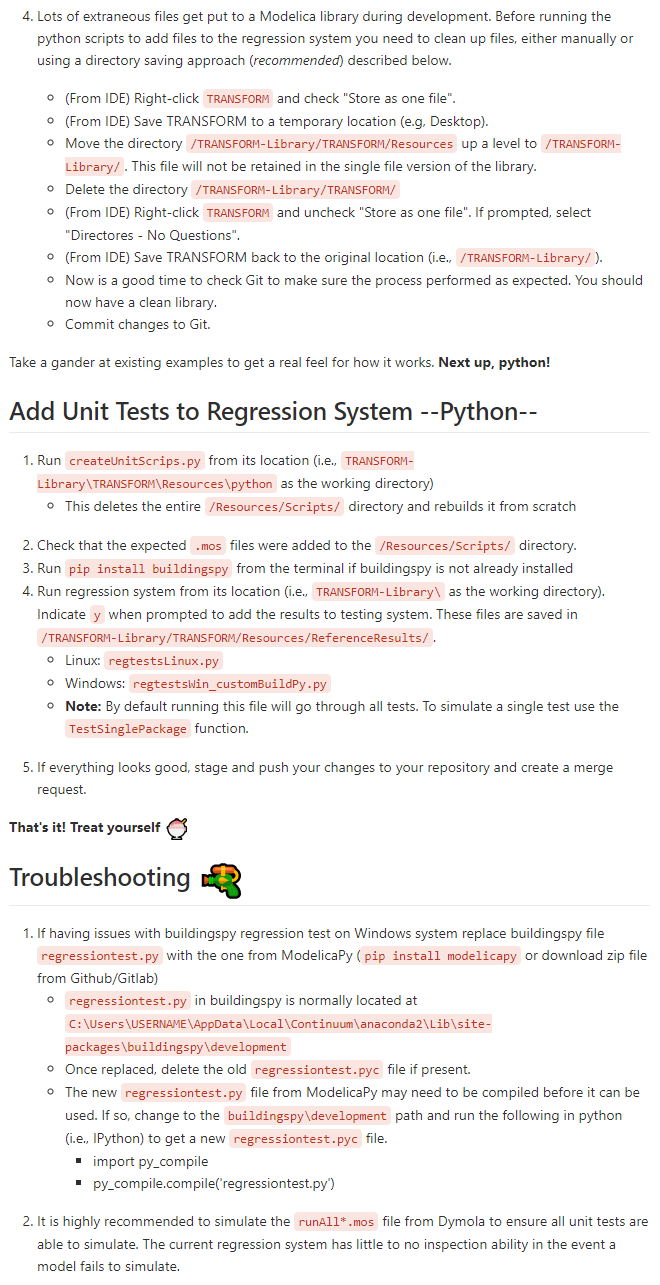 4. Lots of extraneous files get put to a Modelica library during development. Before running the
python scripts to add files to the regression system you need to clean up files, either manually or
using a directory saving approach (recommended) described below.
(From IDE) Right-click TRANSFORM and check "Store as one file".
(From IDE) Save TRANSFORM to a temporary location (e.g, Desktop).
Move the directory /TRANSFORM-Library/TRANSFORM/Resources up a level to /TRANSFORM-
Library/ . This file will not be retained in the single file version of the library.
Delete the directory /TRANSFORM-Library/TRANSFORM/
(From IDE) Right-click TRANSFORM and uncheck "Store as one file". If prompted, select
"Directores - No Questions".
(From IDE) Save TRANSFORM back to the original location (i.e., /TRANSFORM-Library/ ).
Now is a good time to check Git to make sure the process performed as expected. You should
now have a clean library.
Commit changes to Git.
Take a gander at existing examples to get a real feel for how it works. Next up, python!
Add Unit Tests to Regression System --Python--
1. Run createUnitScrips.py from its location (i.e., TRANSFORM-
Library\TRANSFORM\Resources\python as the working directory)
This deletes the entire /Resources/Scripts/ directory and rebuilds it from scratch
2. Check that the expected .mos files were added to the /Resources/Scripts/ directory.
3. Run pip install buildingspy from the terminal if buildingspy is not already installed
4. Run regression system from its location (i.e., TRANSFORM-Library\ as the working directory).
Indicate y when prompted to add the results to testing system. These files are saved in
/TRANSFORM-Library/TRANSFORM/Resources/ReferenceResults/ .
Linux: regtestsLinux.py
Windows: regtestsWin_customBuildPy.py
Note: By default running this file will go through all tests. To simulate a single test use the
TestSinglePackage function.
5. If everything looks good, stage and push your changes to your repository and create a merge
request.
That's it! Treat yourself
Troubleshooting
1. If having issues with buildingspy regression test on Windows system replace buildingspy file
regressiontest.py with the one from ModelicaPy ( pip install modelicapy or download zip file
from Github/Gitlab)
regressiontest.py in buildingspy is normally located at
C:\Users\USERNAME\AppData\Local\Continuum\anaconda2\Lib\site-
packages\buildingspy\development
Once replaced, delete the old regressiontest.pyc file if present.
The new regressiontest.py file from ModelicaPy may need to be compiled before it can be
used. If so, change to the buildingspy\development path and run the following in python
(i.e., IPython) to get a new regressiontest.pyc file.
import py_compile
py_compile.compile('regressiontest.py')
2. It is highly recommended to simulate the runAll*.mos file from Dymola to ensure all unit tests are
able to simulate. The current regression system has little to no inspection ability in the event a
model fails to simulate.